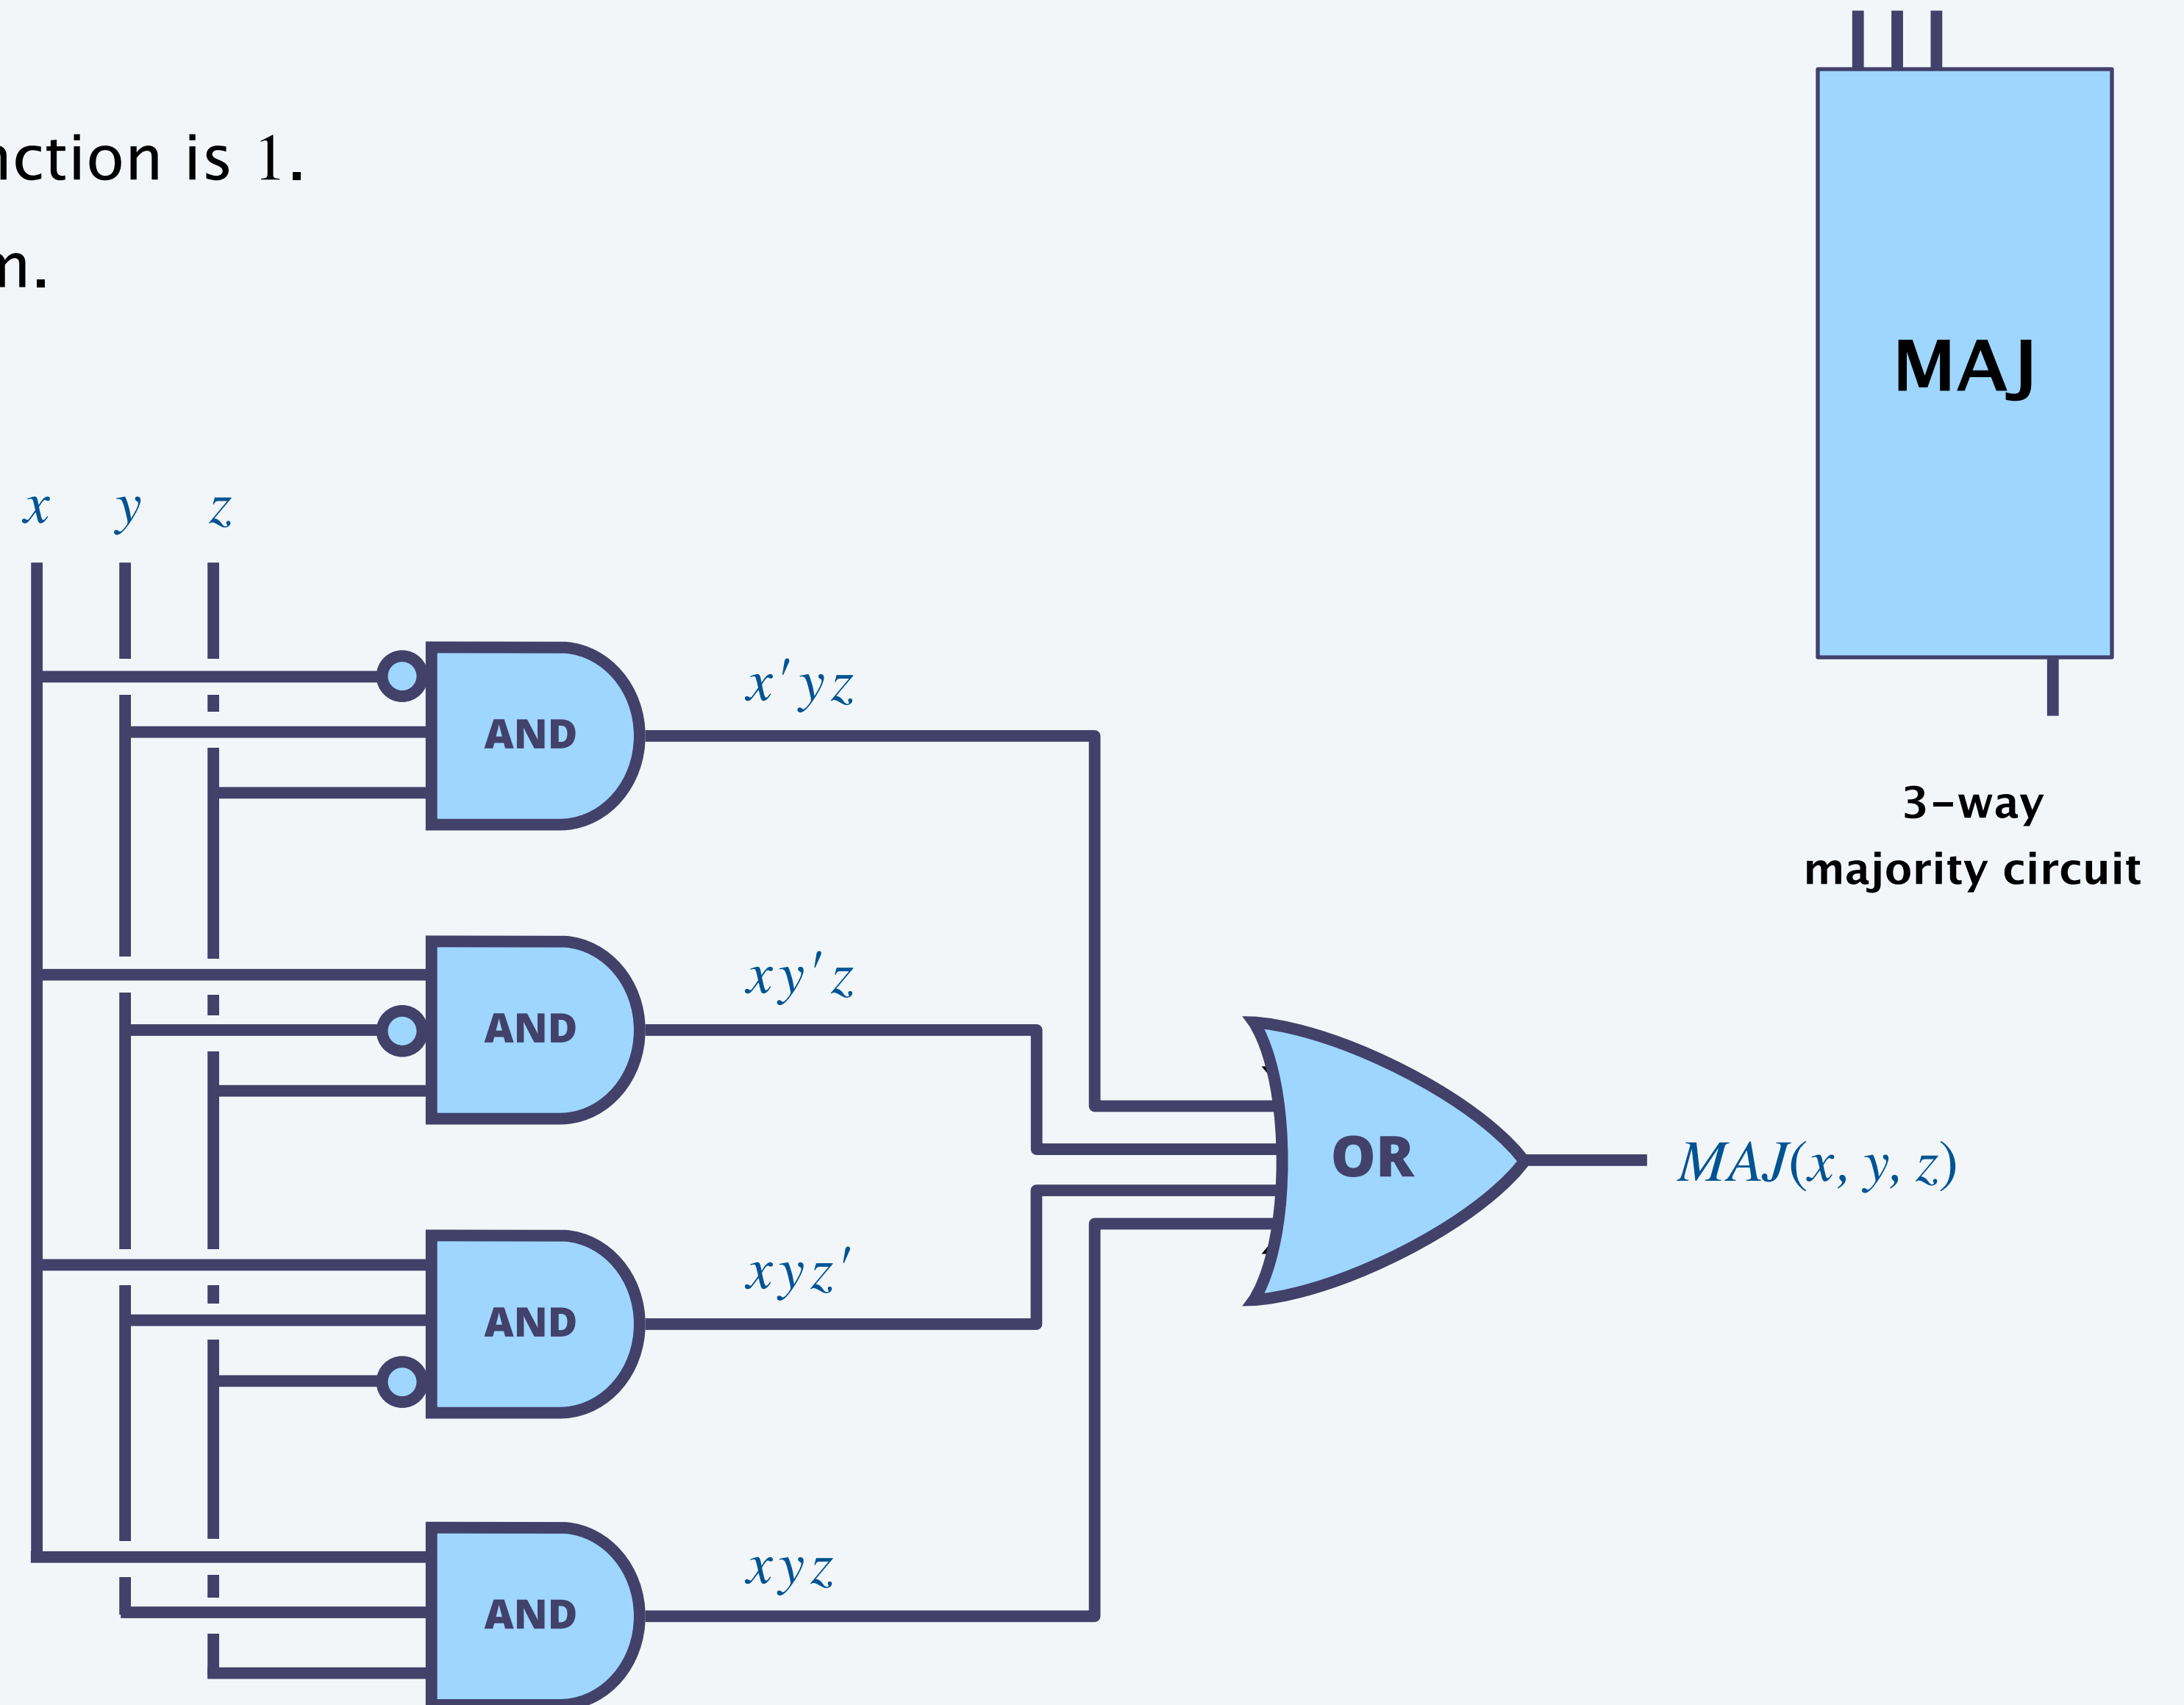 nction is 1.
m.
MAJ
3–way
majority circuit
x y z
x′yz
AND
xy′z
AND
OR
MAJ(x, y, z)
xyz′
AND
xyz
AND